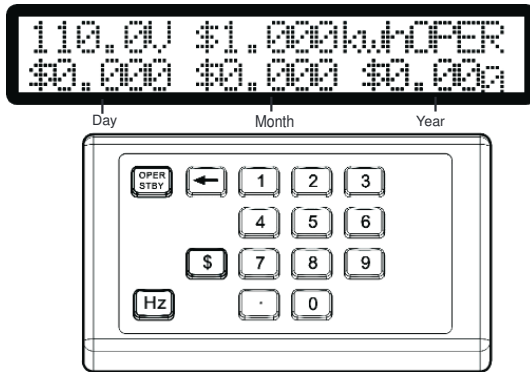 110.0V $1.000kwhOPER
$0.000 $0.000 $0.000
Day Month Year
OPER
STBY
1 2 3
4 5 6
$ 7 8 9
Hz . 0